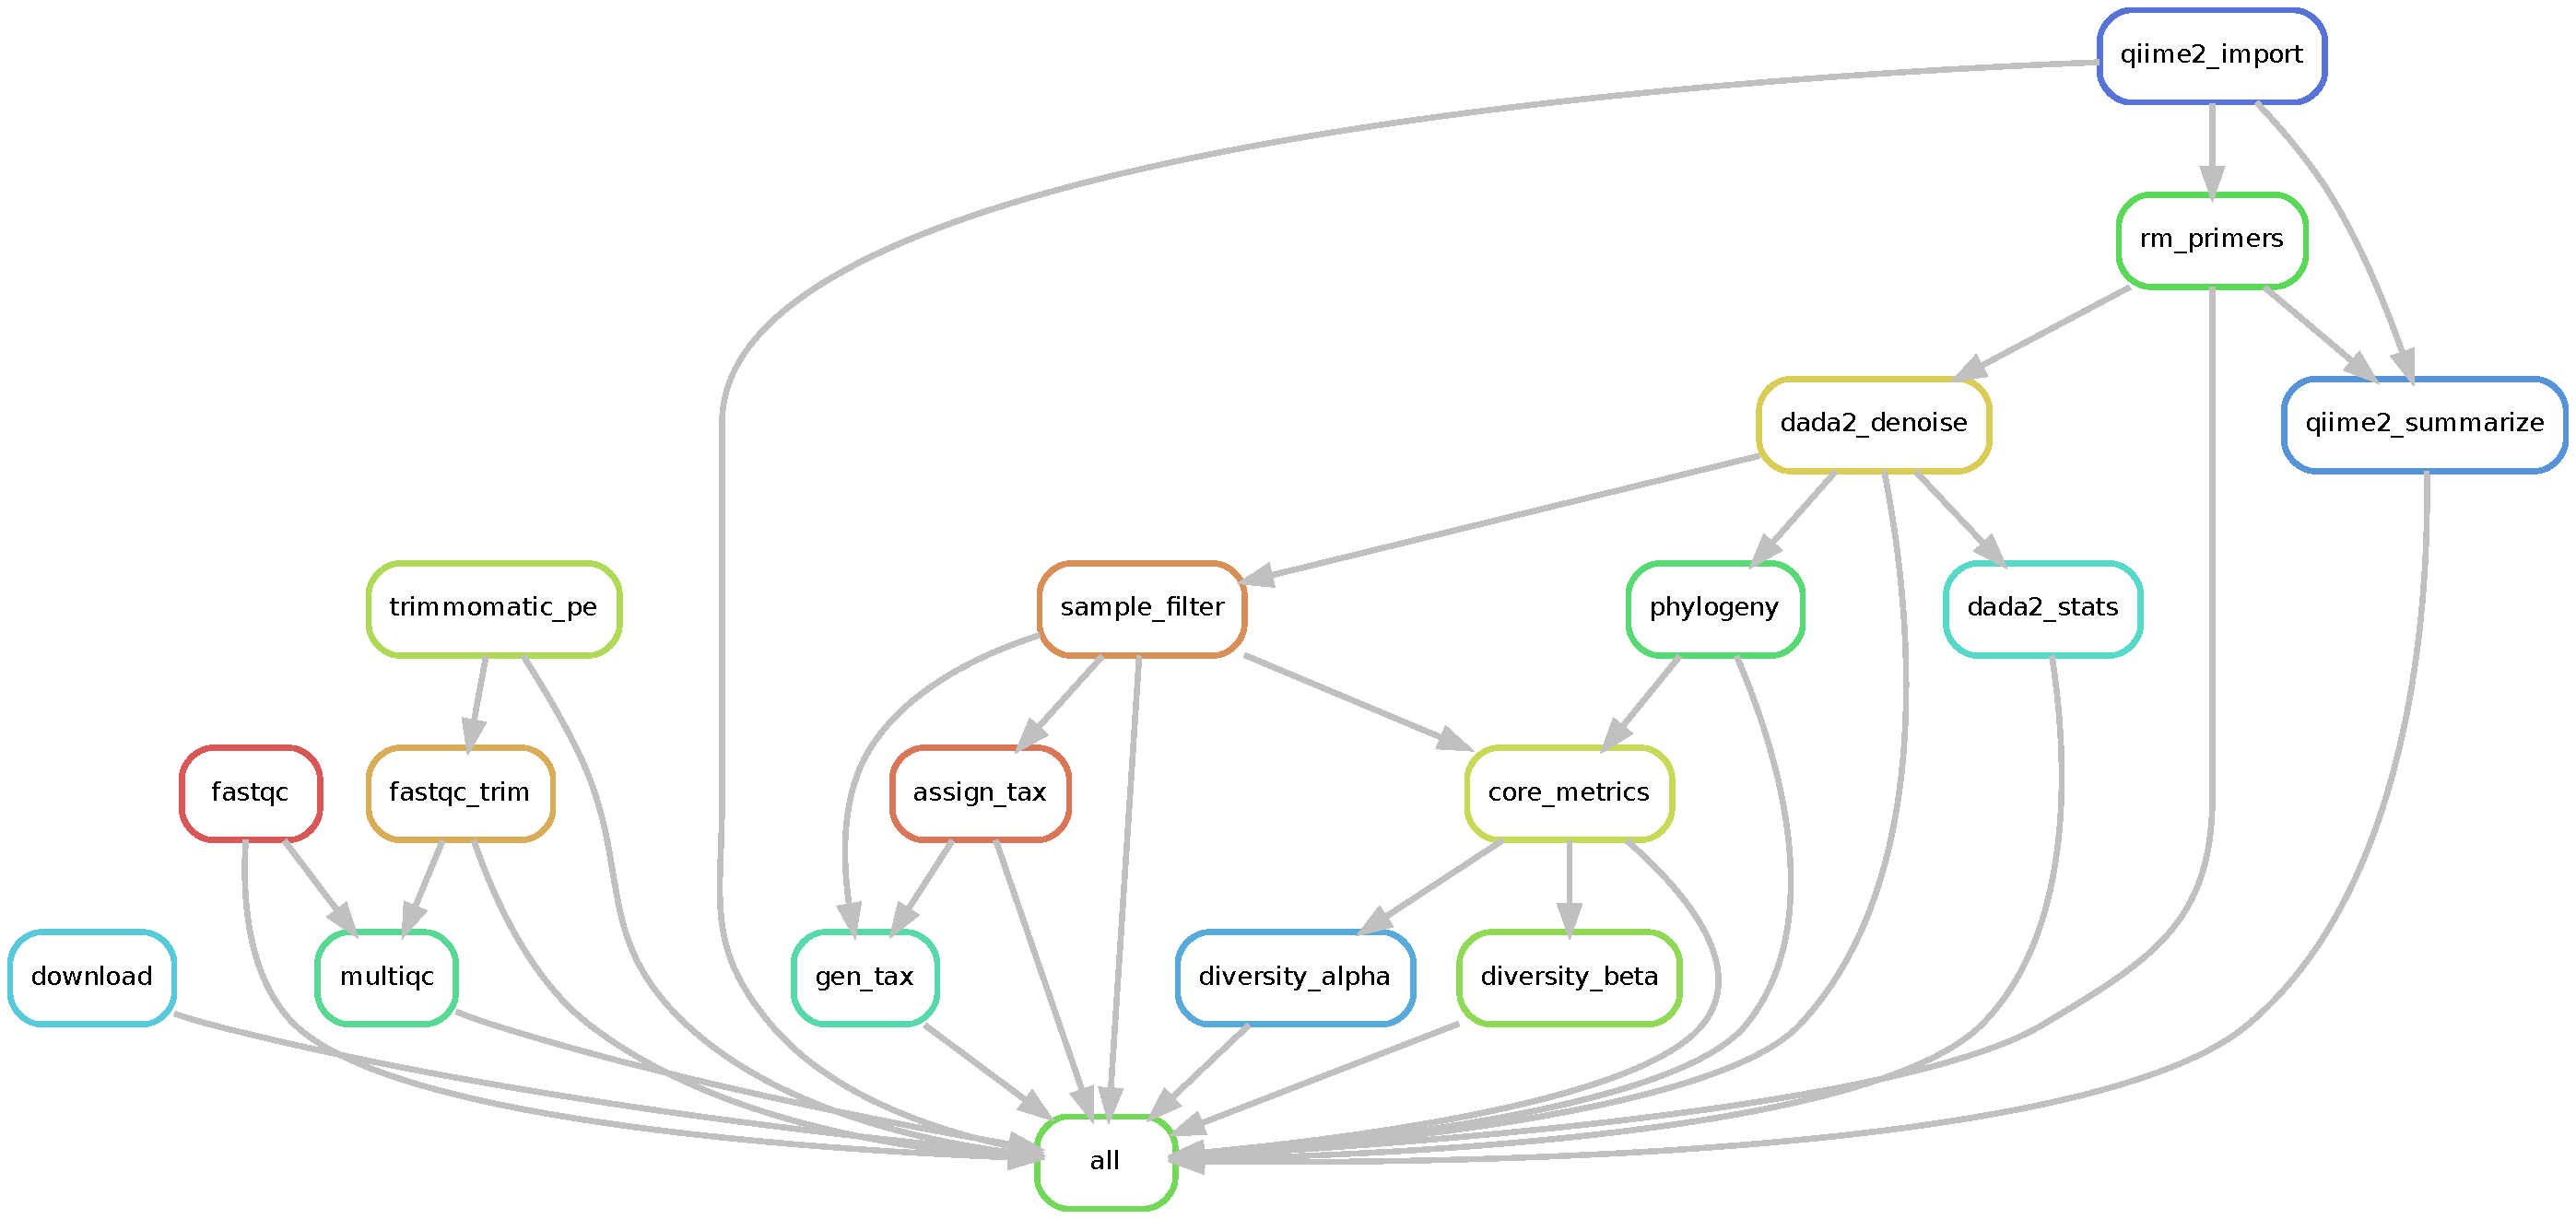 qiime2_import
rm_primers
dada2_denoise
qiime2_summarize
trimmomatic_pe
sample_filter
phylogeny
dada2_stats
fastqc
fastqc_trim
assign_tax
core_metrics
download
multiqc
gen_tax
diversity_alpha
diversity_beta
all